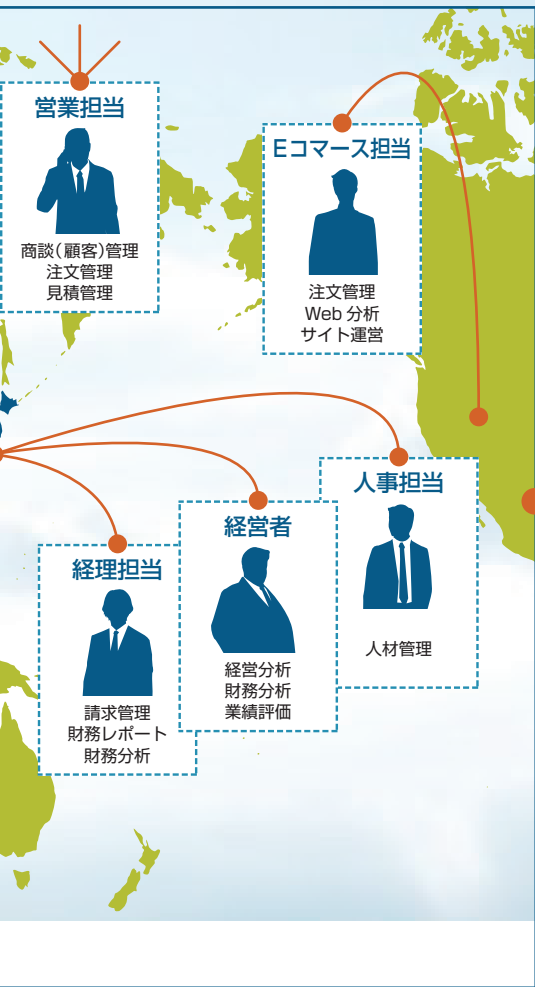 営業担当
商談(顧客)管理
注文管理
見積管理
Eコマース担当
注文管理
Web 分析
サイト運営
人事担当
人材管理
経営者
経営分析
財務分析
業績評価
経理担当
請求管理
財務レポート
財務分析